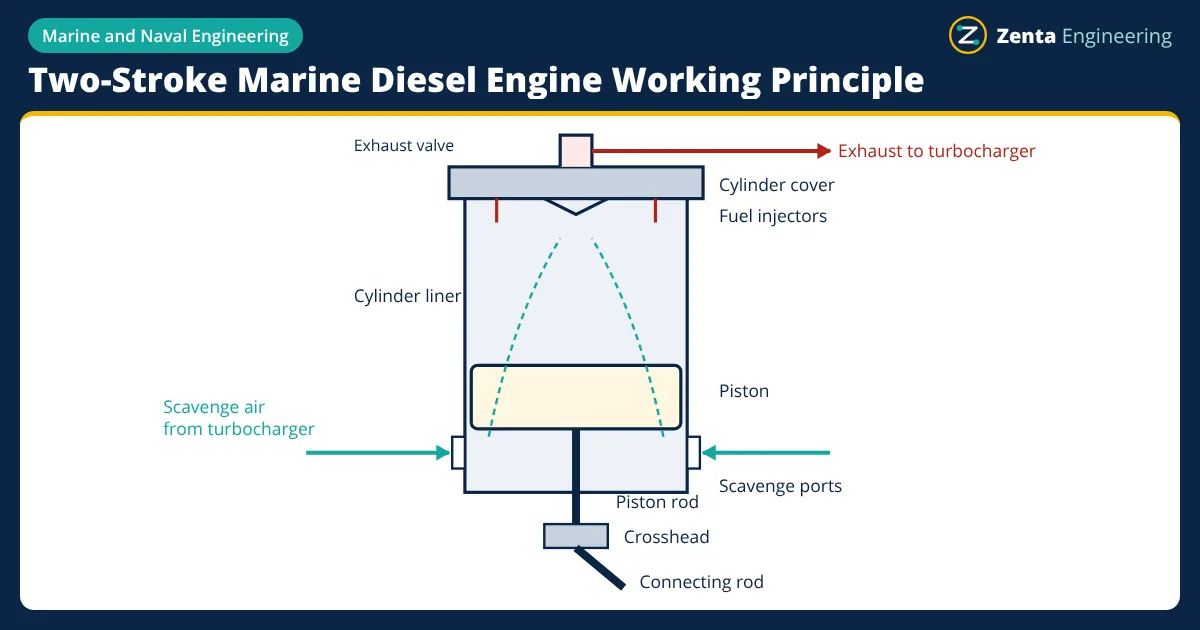 Marine and Naval Engineering
Zenta Engineering
Two-Stroke Marine Diesel Engine Working Principle
Exhaust valve
Exhaust to turbocharger
Cylinder cover
Fuel injectors
Cylinder liner
Piston
Scavenge air
from turbocharger
Scavenge ports
Piston rod
Crosshead
Connecting rod